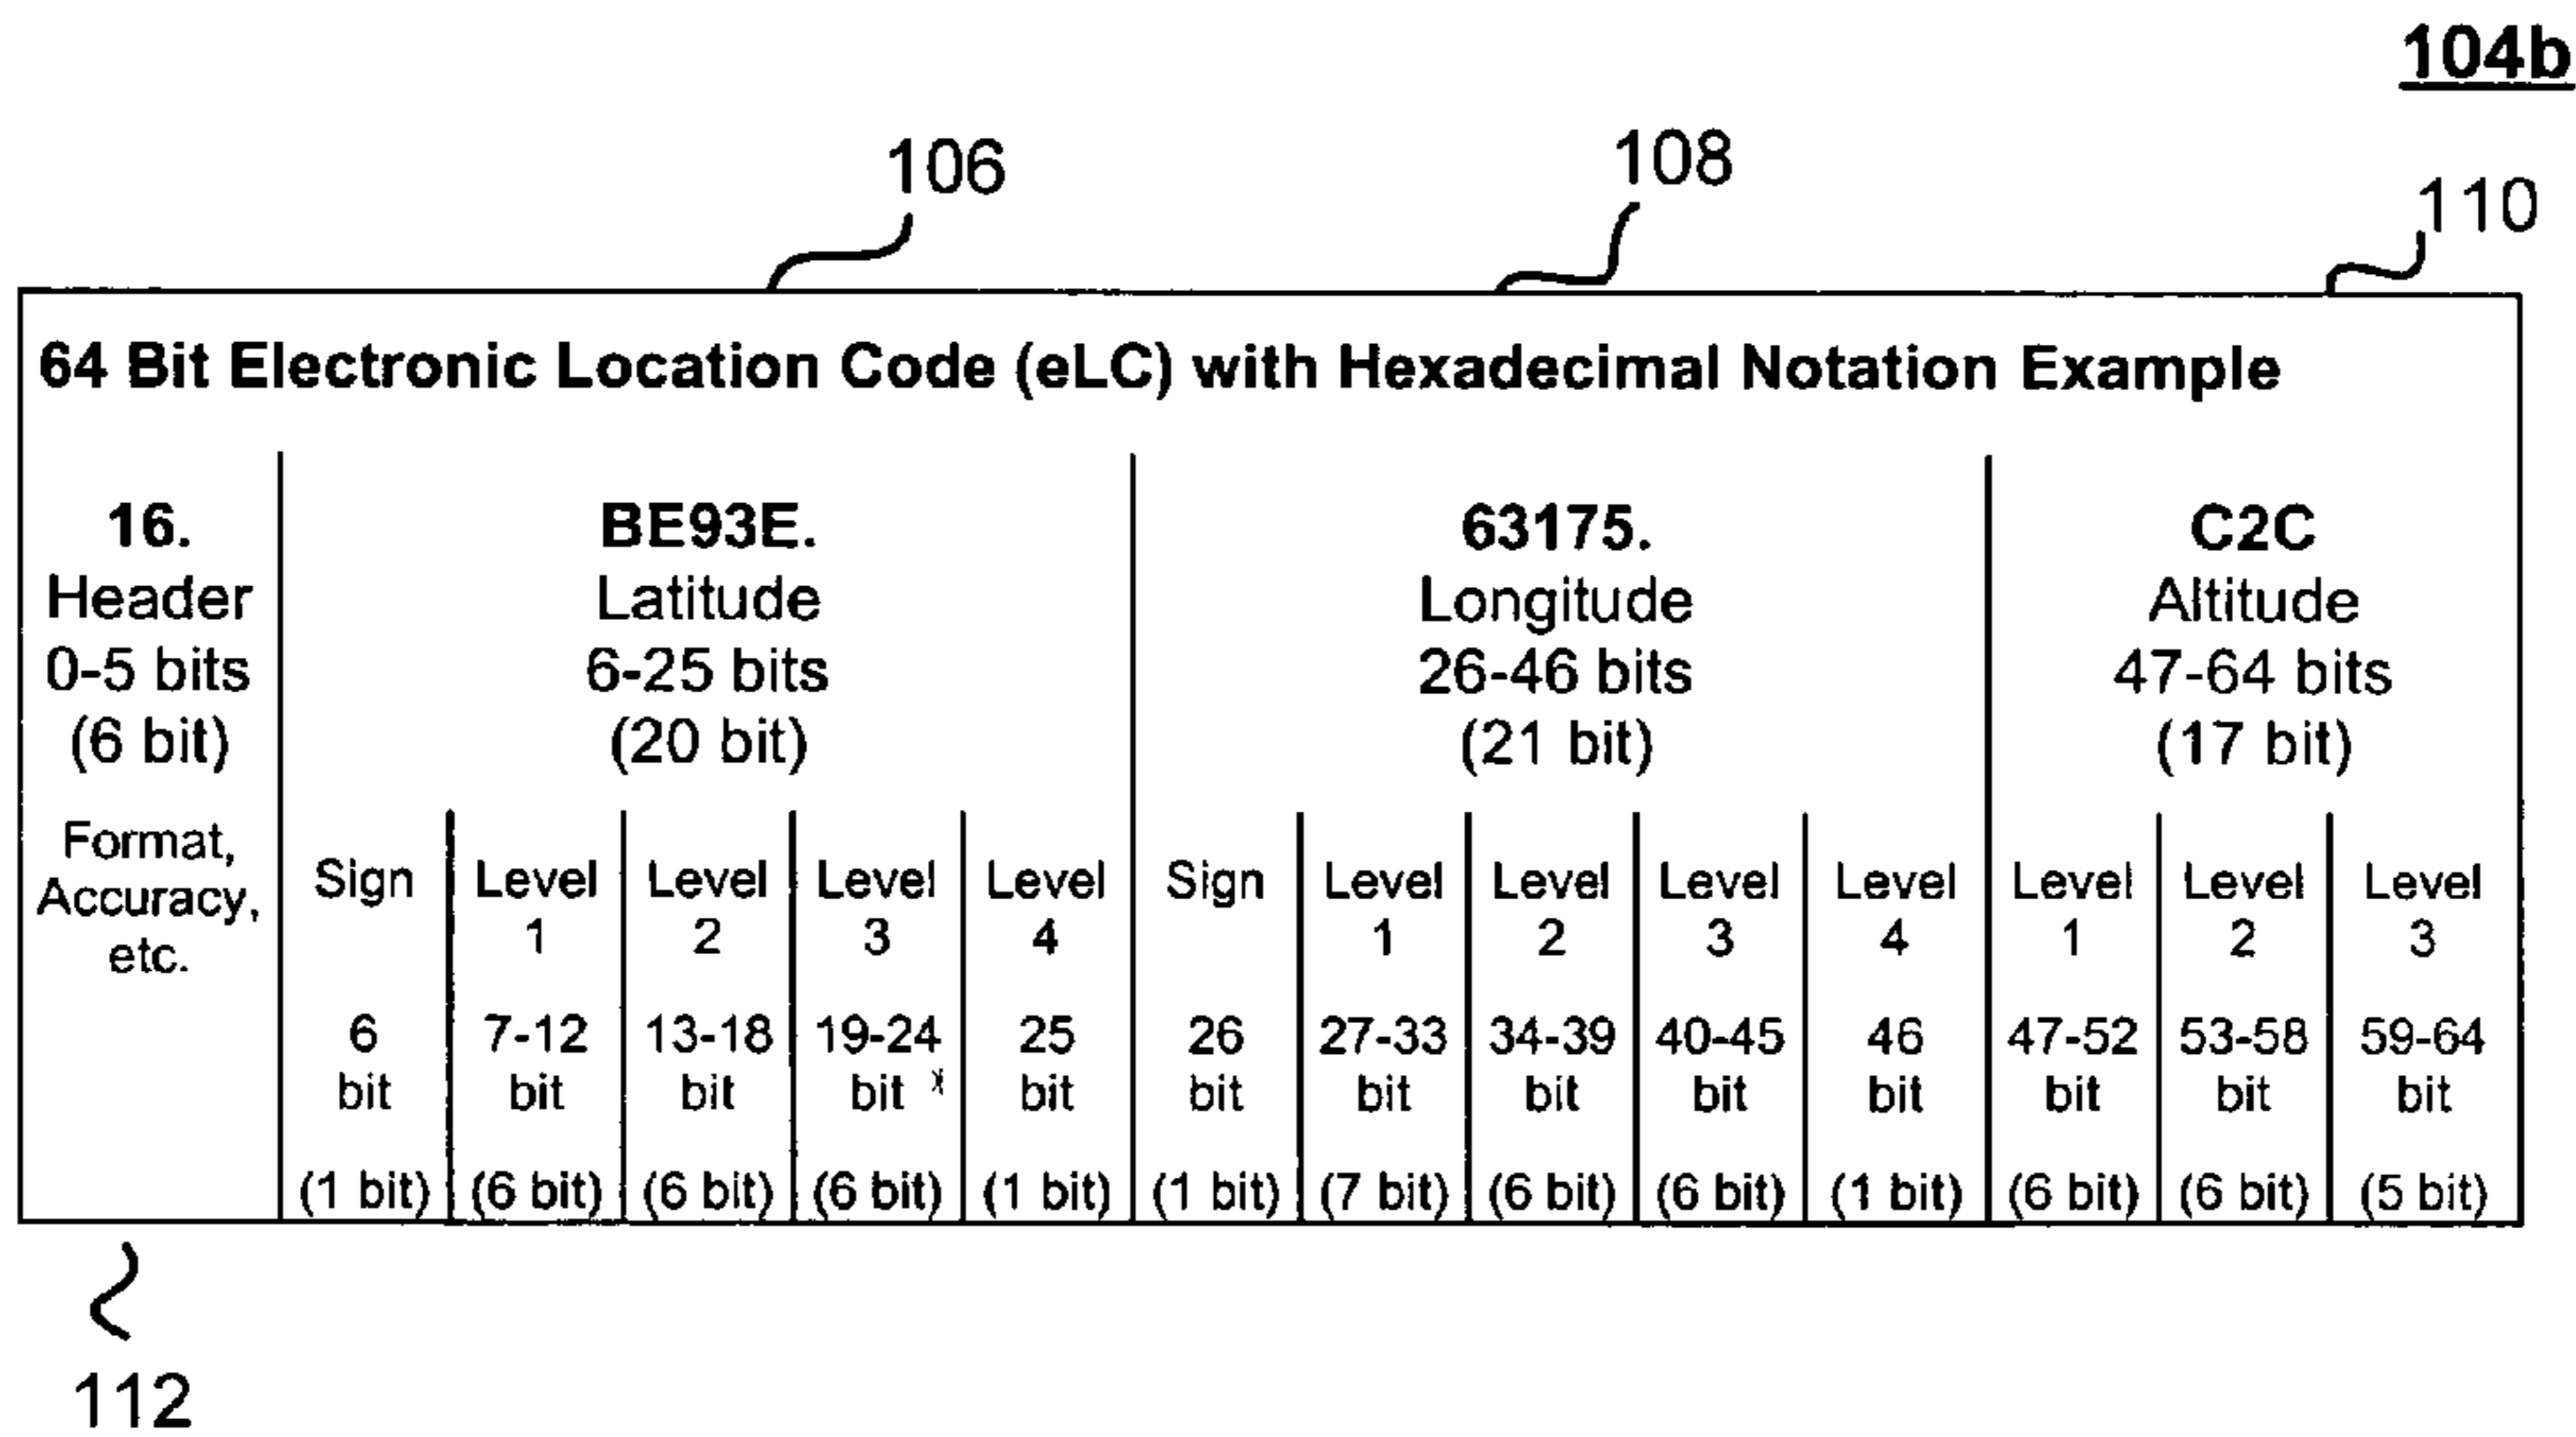 104b
106
108
110
64 Bit Electronic Location Code (eLC) with Hexadecimal Notation Example
16. BE93E. 63175. C2C
Header Latitude Longitude Altitude
0-5 bits 6-25 bits 26-46 bits 47-64 bits
(6 bit) (20 bit) (21 bit) (17 bit)
Format,
Accuracy,
etc.
Sign Level Level Level Level Sign Level Level Level Level Level Level Level
1 2 3 4 1 2 3 4 1 2 3
6 7-12 13-18 19-24 25 26 27-33 34-39 40-45 46 47-52 53-58 59-64
bit bit bit bit bit bit bit bit bit bit bit bit bit
(1 bit) (6 bit) (6 bit) (6 bit) (1 bit) (1 bit) (7 bit) (6 bit) (6 bit) (1 bit) (6 bit) (6 bit) (5 bit)
112